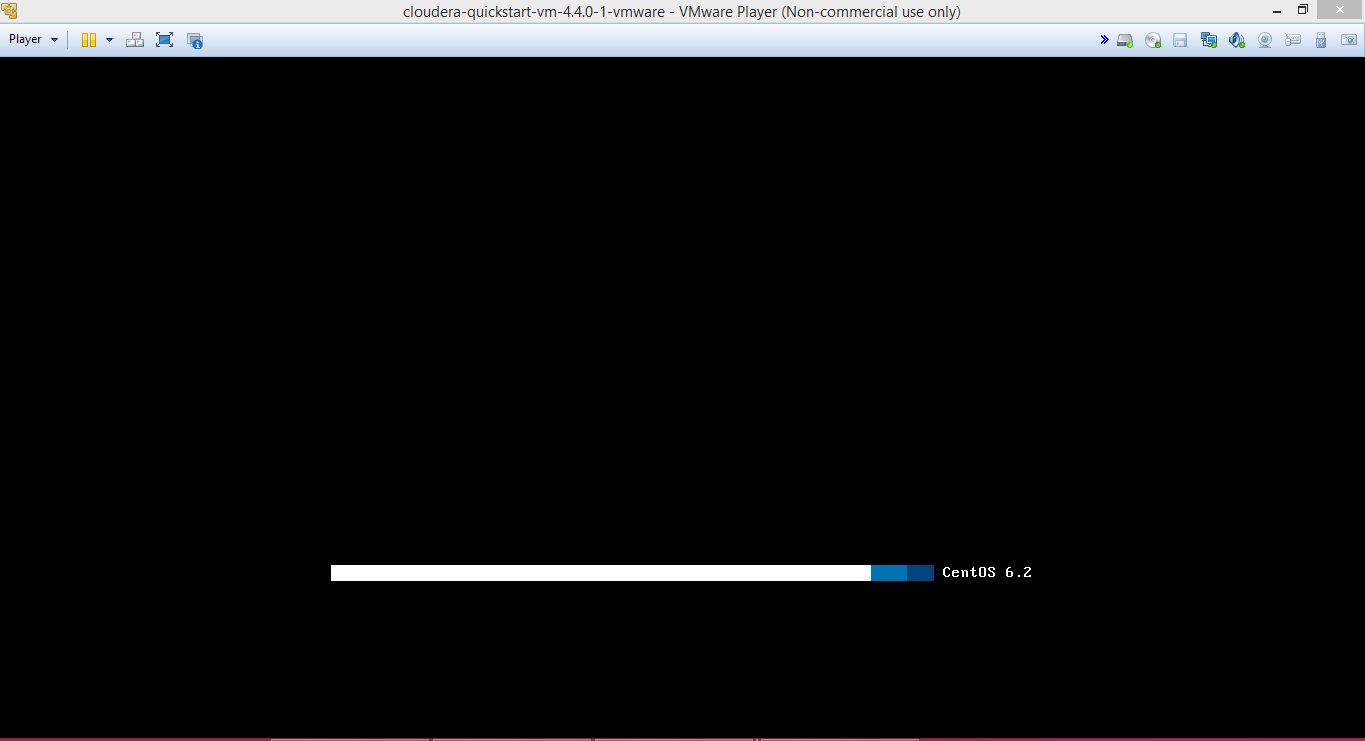 cloudera-quickstart-vm-4.4.0-1-vmware - VMware Player (Non-commercial use only)
Player
CentOS 6.2